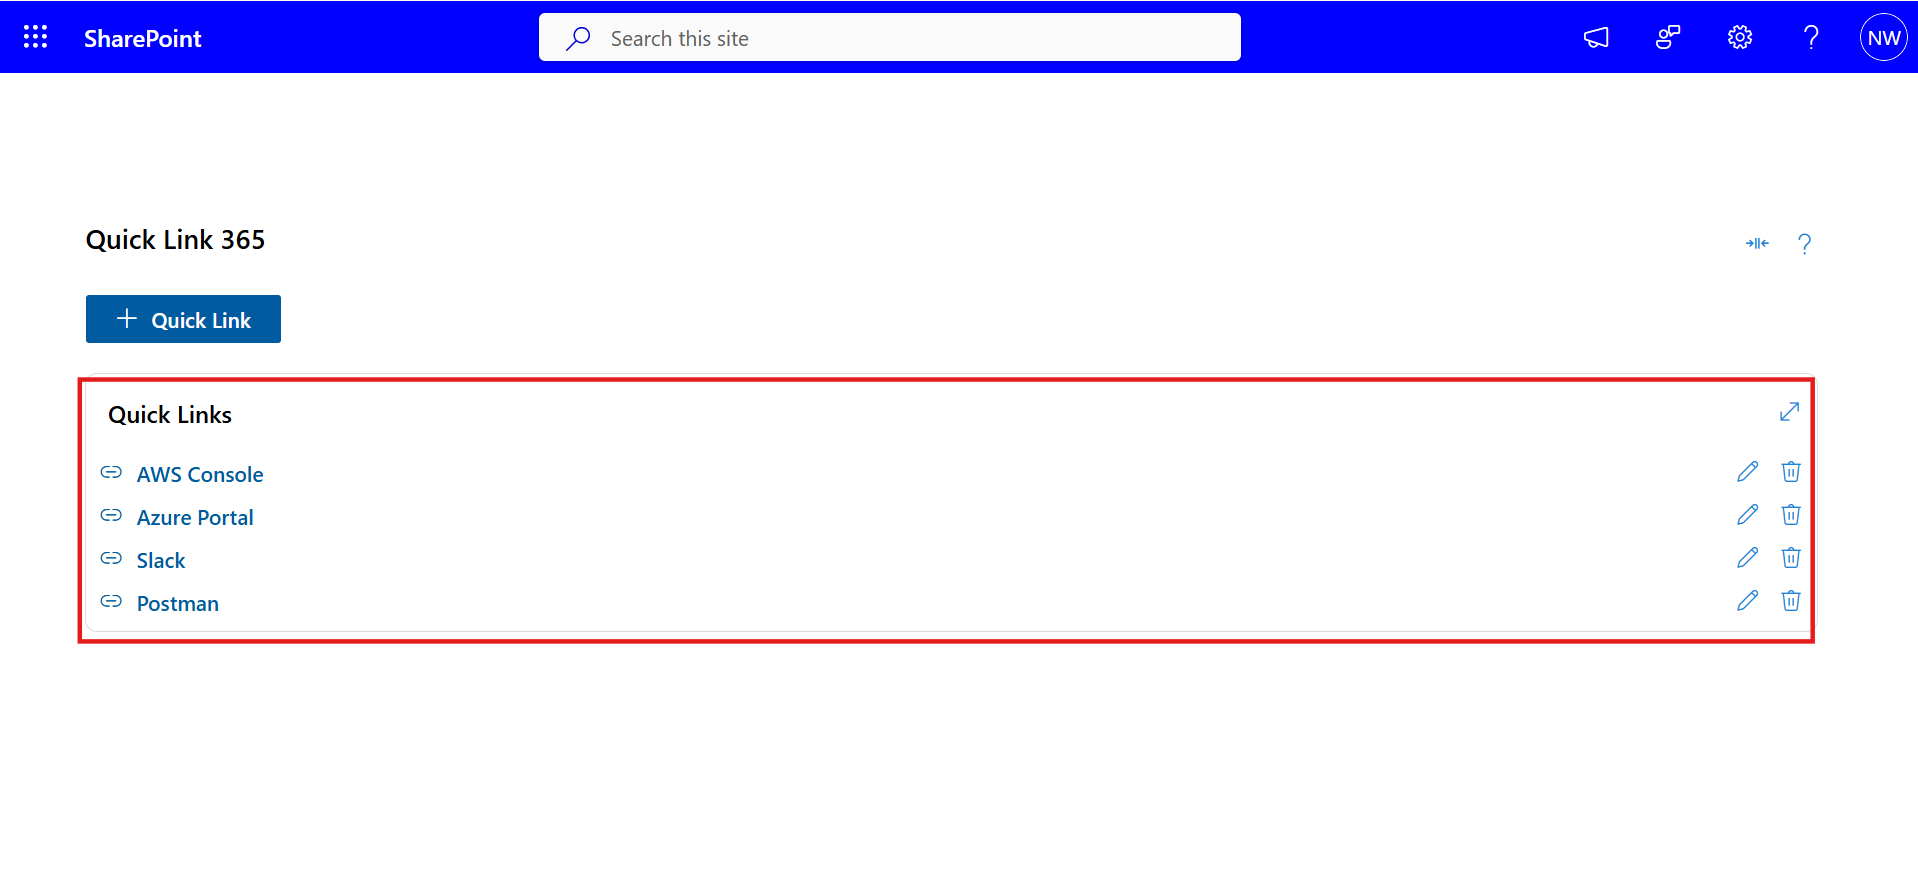 SharePoint
Search this site
NW
Quick Link 365
Quick Link
Quick Links
AWS Console
Azure Portal
Slack
Postman